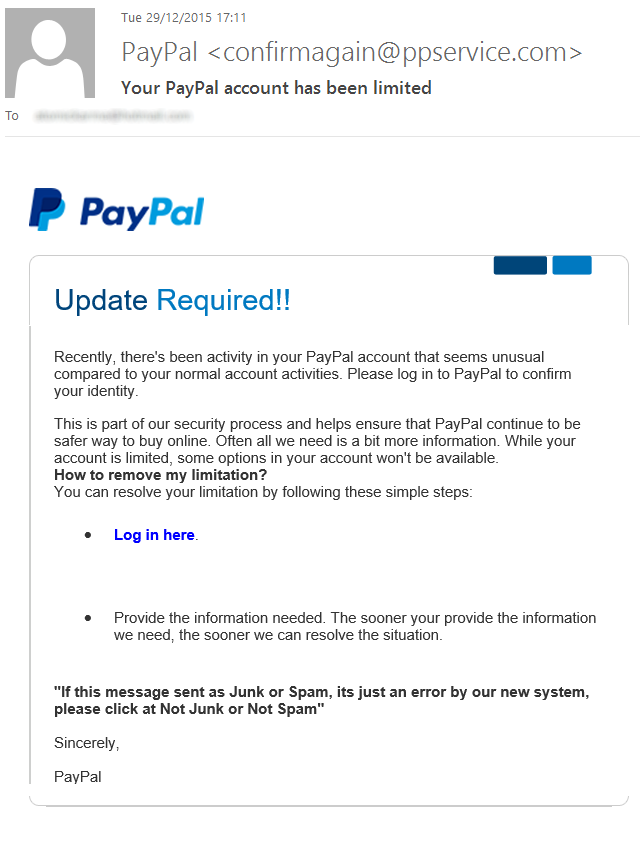 Tue 29/12/2015 17:11
PayPal <confirmagain@ppservice.com>
Your PayPal account has been limited
To
PayPal
Update Required!!
Recently, there's been activity in your PayPal account that seems unusual
compared to your normal account activities. Please log in to PayPal to confirm
your identity.
This is part of our security process and helps ensure that PayPal continue to be
safer way to buy online. Often all we need is a bit more information. While your
account is limited, some options in your account won't be available.
How to remove my limitation?
You can resolve your limitation by following these simple steps:
Log in here.
Provide the information needed. The sooner your provide the information
we need, the sooner we can resolve the situation.
"If this message sent as Junk or Spam, its just an error by our new system,
please click at Not Junk or Not Spam"
Sincerely,
PayPal